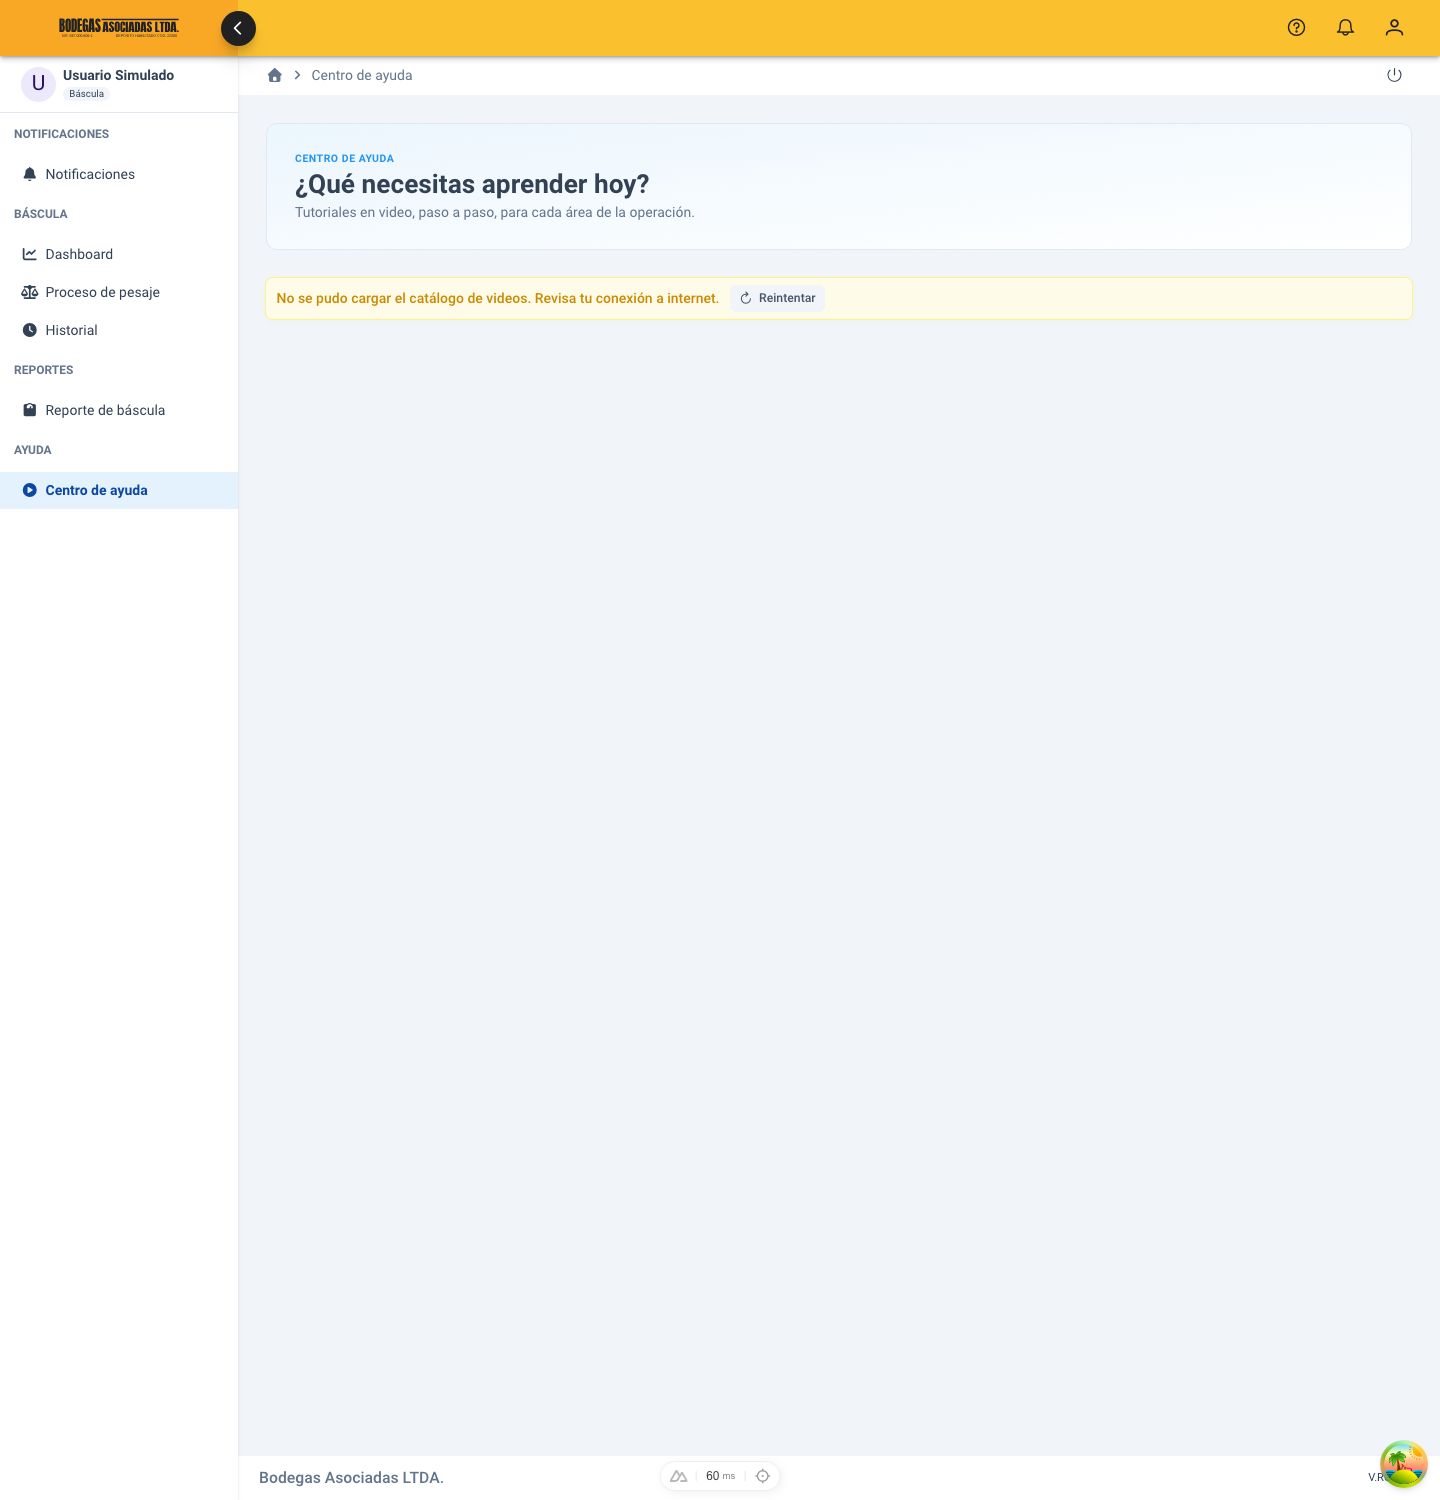 BODEGAS ASOCIADAS LTDA.
U
Usuario Simulado
Báscula
Centro de ayuda
NOTIFICACIONES
Notificaciones
BÁSCULA
Dashboard
Proceso de pesaje
Historial
REPORTES
Reporte de báscula
AYUDA
Centro de ayuda
CENTRO DE AYUDA
¿Qué necesitas aprender hoy?
Tutoriales en video, paso a paso, para cada área de la operación.
No se pudo cargar el catálogo de videos. Revisa tu conexión a internet.
Reintentar
Bodegas Asociadas LTDA.
60 ms